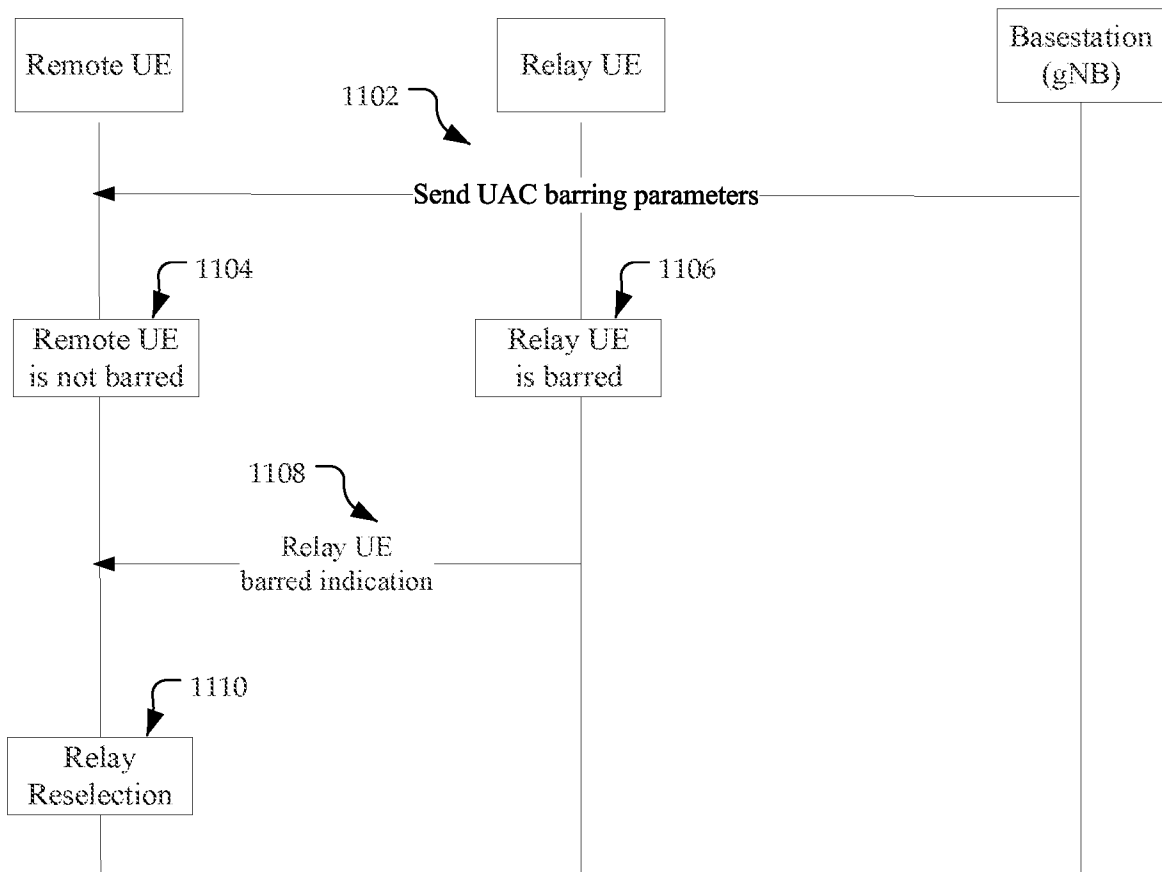 Remote UE
Relay UE
Basestation
(gNB)
1102
Send UAC barring parameters
1104
1106
Remote UE
is not barred
Relay UE
is barred
1108
Relay UE
barred indication
1110
Relay
Reselection